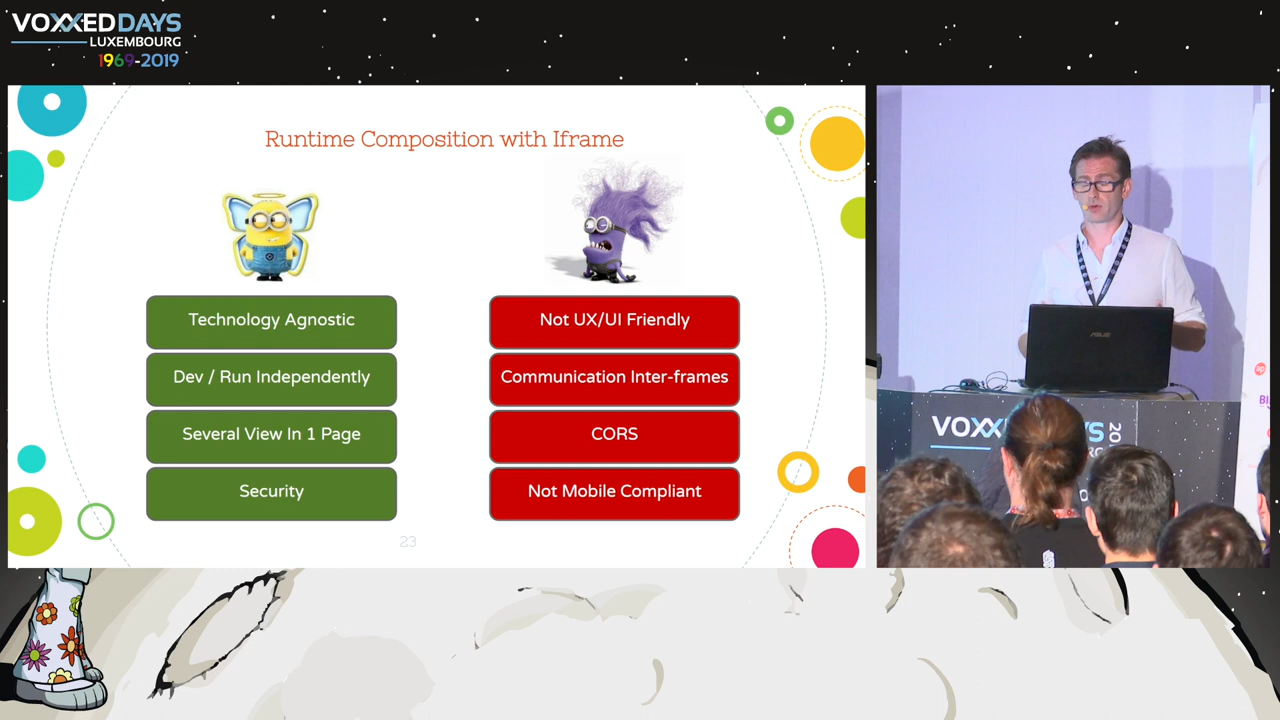 VOXXED DAYS
LUXEMBOURG
1969-2019
Runtime Composition with Iframe
Technology Agnostic
Dev / Run Independently
Several View In 1 Page
Security
Not UX/UI Friendly
Communication Inter-frames
CORS
Not Mobile Compliant
23
ASUS